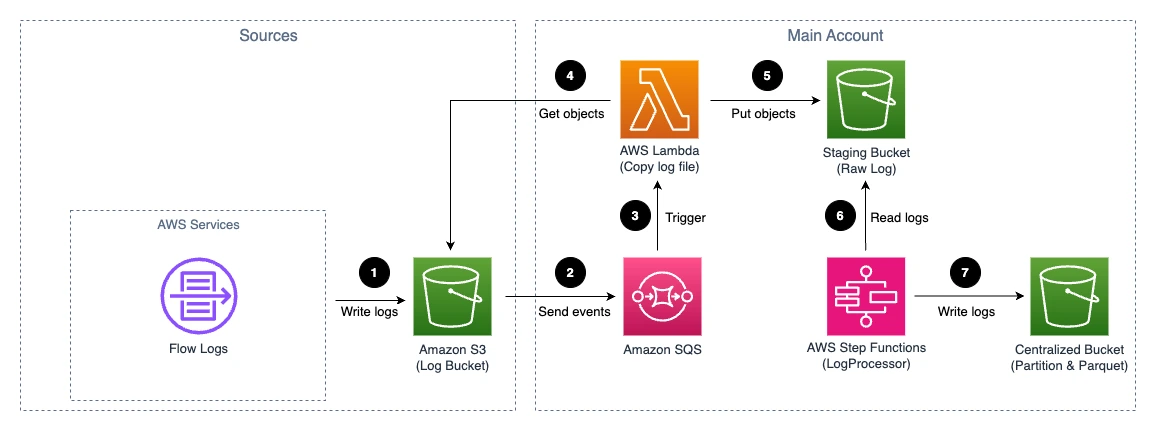 Sources
Main Account
4
Get objects
5
Put objects
AWS Lambda
(Copy log file)
Staging Bucket
(Raw Log)
3
Trigger
6
Read logs
AWS Services
Flow Logs
1
Write logs
Amazon S3
(Log Bucket)
2
Send events
Amazon SQS
AWS Step Functions
(LogProcessor)
7
Write logs
Centralized Bucket
(Partition & Parquet)